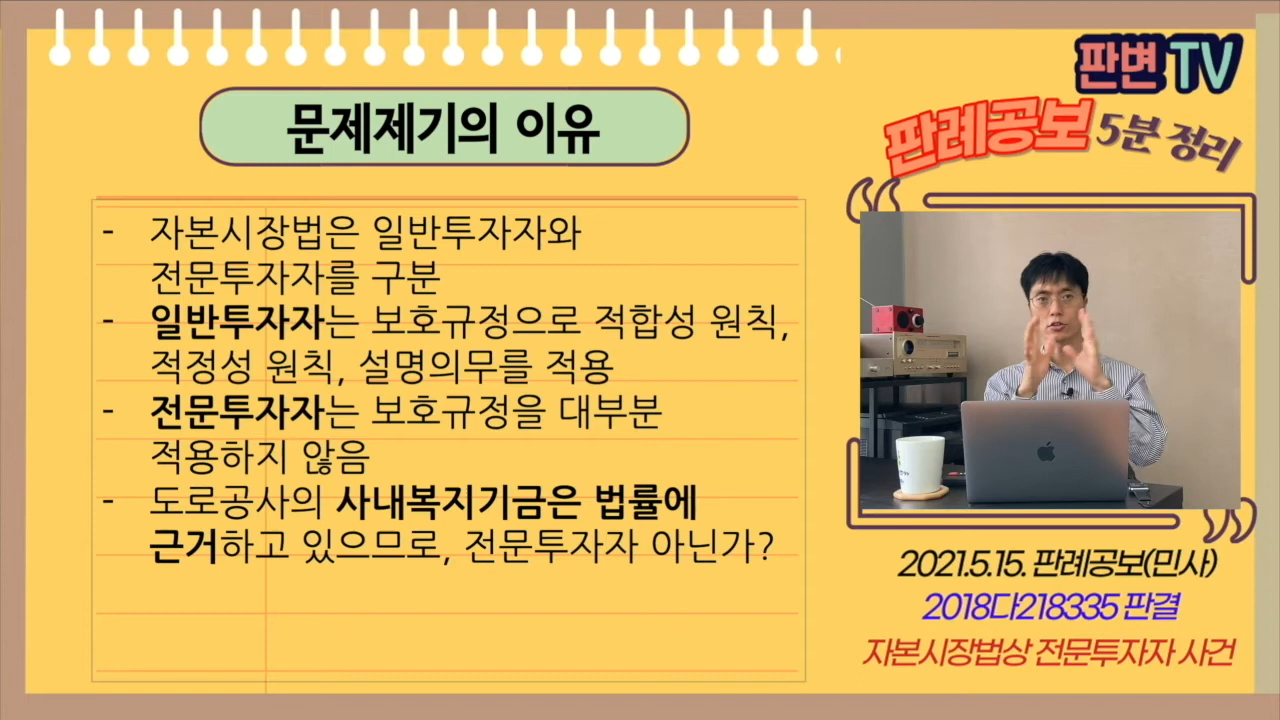 문제제기의 이유
- 자본시장법은 일반투자자와
전문투자자를 구분
- 일반투자자는 보호규정으로 적합성 원칙,
적정성 원칙, 설명의무를 적용
- 전문투자자는 보호규정을 대부분
적용하지 않음
- 도로공사의 사내복지기금은 법률에
근거하고 있으므로, 전문투자자 아닌가?
판변 TV
판례공보 5분 정리
2021.5.15. 판례공보(민사)
2018다218335 판결
자본시장법상 전문투자자 사건